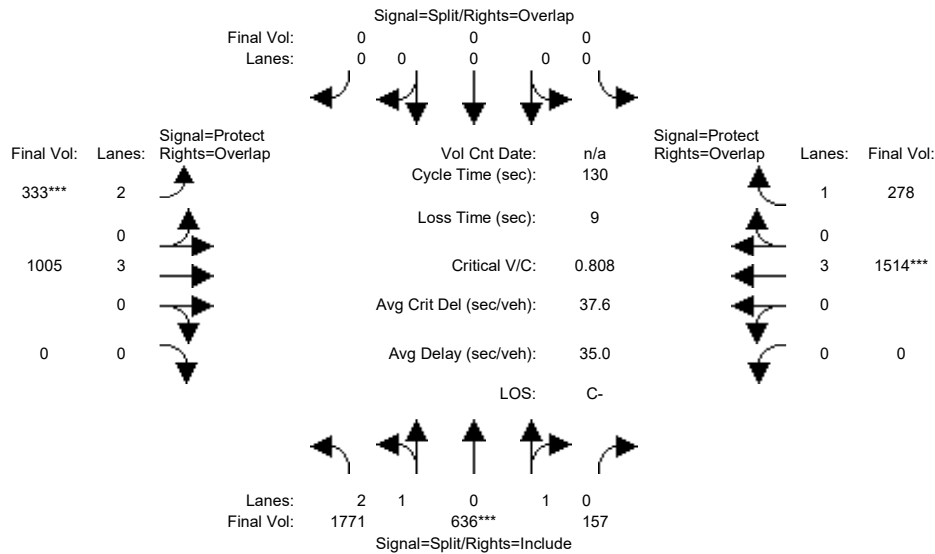 Signal=Split/Rights=Overlap
Final Vol: 0 0 0
Lanes: 0 0 0 0 0
Signal=Protect Signal=Protect
Final Vol: Lanes: Rights=Overlap Vol Cnt Date: n/a Rights=Overlap Lanes: Final Vol:
Cycle Time (sec): 130
333*** 2 1 278
Loss Time (sec): 9
0 0
1005 3 Critical V/C: 0.808 3 1514***
0 Avg Crit Del (sec/veh): 37.6 0
0 0 Avg Delay (sec/veh): 35.0 0 0
LOS: C-
Lanes: 2 1 0 1 0
Final Vol: 1771 636*** 157
Signal=Split/Rights=Include